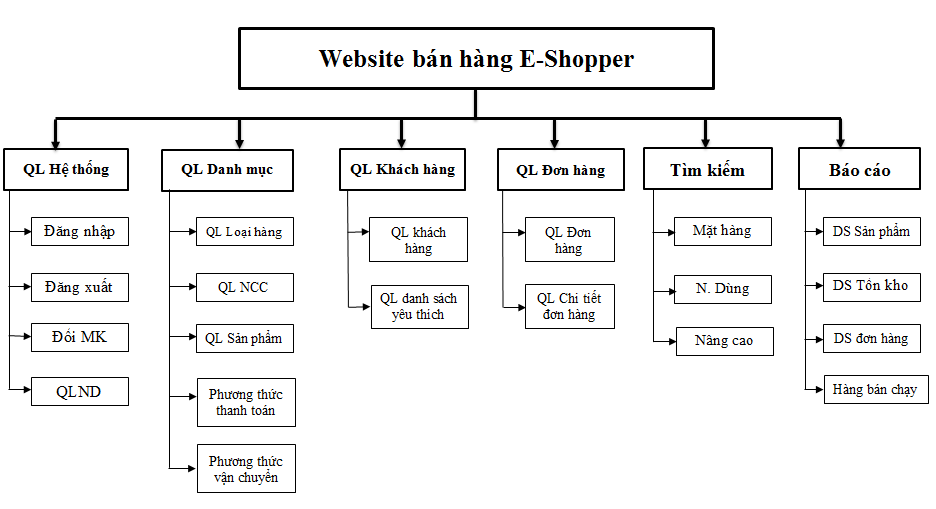 Website bán hàng E-Shopper
QL Hệ thống
Đăng nhập
Đăng xuất
Đổi MK
QLND
QL Danh mục
QL Loại hàng
QL NCC
QL Sản phẩm
Phương thức
thanh toán
Phương thức
vận chuyển
QL Khách hàng
QL khách
hàng
QL danh sách
yêu thich
QL Đơn hàng
QL Đơn
hàng
QL Chi tiết
đơn hàng
Tìm kiếm
Mặt hàng
N. Dùng
Nâng cao
Báo cáo
DS Sản phẩm
DS Tồn kho
DS đơn hàng
Hàng bán chạy